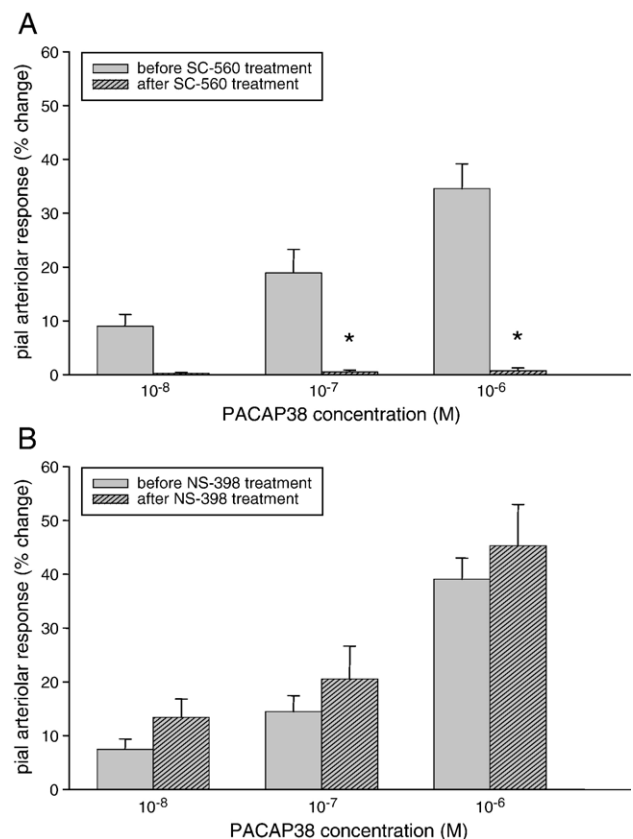 A
60
50
40
30
20
10
0
pial arteriolar response (% change)
before SC-560 treatment
after SC-560 treatment
*
*
10-8
10-7
10-6
PACAP38 concentration (M)
B
60
50
40
30
20
10
0
pial arteriolar response (% change)
before NS-398 treatment
after NS-398 treatment
10-8
10-7
10-6
PACAP38 concentration (M)